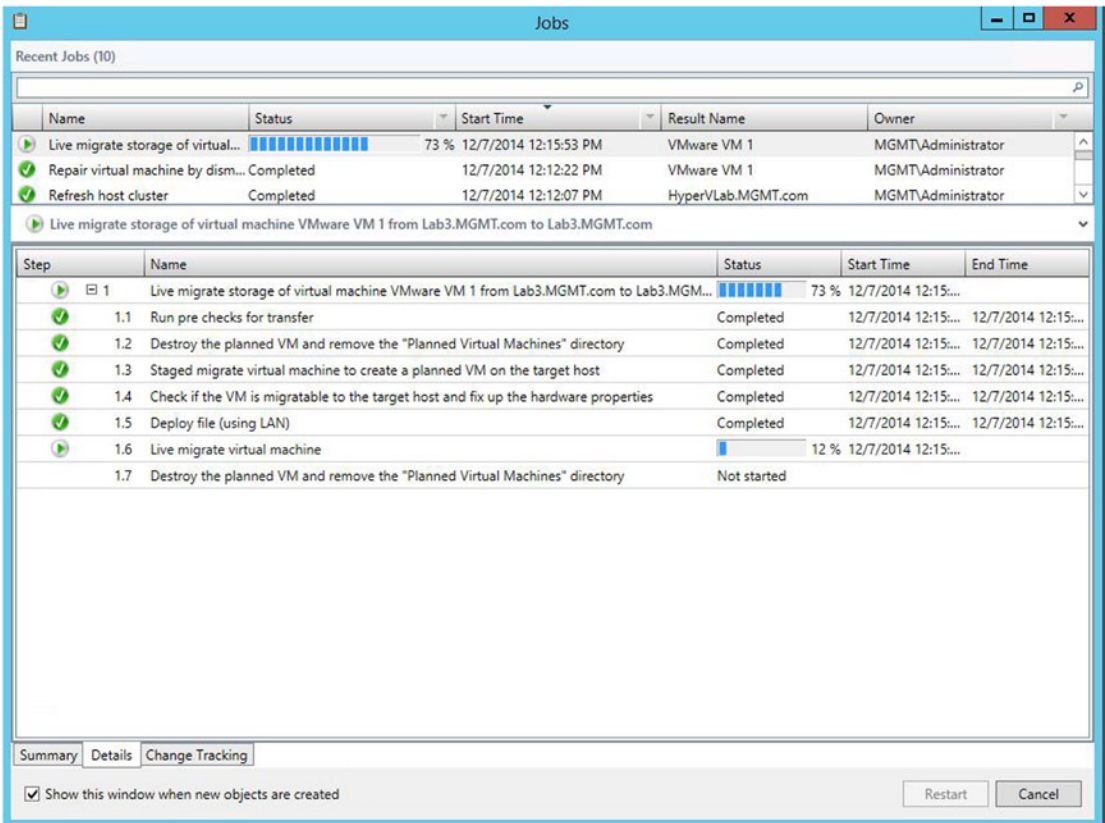 Jobs
Recent Jobs (10)
Name Status Start Time Result Name Owner
Live migrate storage of virtual... 73 % 12/7/2014 12:15:53 PM VMware VM 1 MGMT\Administrator
Repair virtual machine by dism... Completed 12/7/2014 12:12:22 PM VMware VM 1 MGMT\Administrator
Refresh host cluster Completed 12/7/2014 12:12:07 PM HyperVLab.MGMT.com MGMT\Administrator
Live migrate storage of virtual machine VMware VM 1 from Lab3.MGMT.com to Lab3.MGMT.com
Step Name Status Start Time End Time
1 Live migrate storage of virtual machine VMware VM 1 from Lab3.MGMT.com to Lab3.MGM... 73 % 12/7/2014 12:15:...
1.1 Run pre checks for transfer Completed 12/7/2014 12:15:... 12/7/2014 12:15:...
1.2 Destroy the planned VM and remove the "Planned Virtual Machines" directory Completed 12/7/2014 12:15:... 12/7/2014 12:15:...
1.3 Staged migrate virtual machine to create a planned VM on the target host Completed 12/7/2014 12:15:... 12/7/2014 12:15:...
1.4 Check if the VM is migratable to the target host and fix up the hardware properties Completed 12/7/2014 12:15:... 12/7/2014 12:15:...
1.5 Deploy file (using LAN) Completed 12/7/2014 12:15:... 12/7/2014 12:15:...
1.6 Live migrate virtual machine 12 % 12/7/2014 12:15:...
1.7 Destroy the planned VM and remove the "Planned Virtual Machines" directory Not started
Summary Details Change Tracking
Show this window when new objects are created Restart Cancel